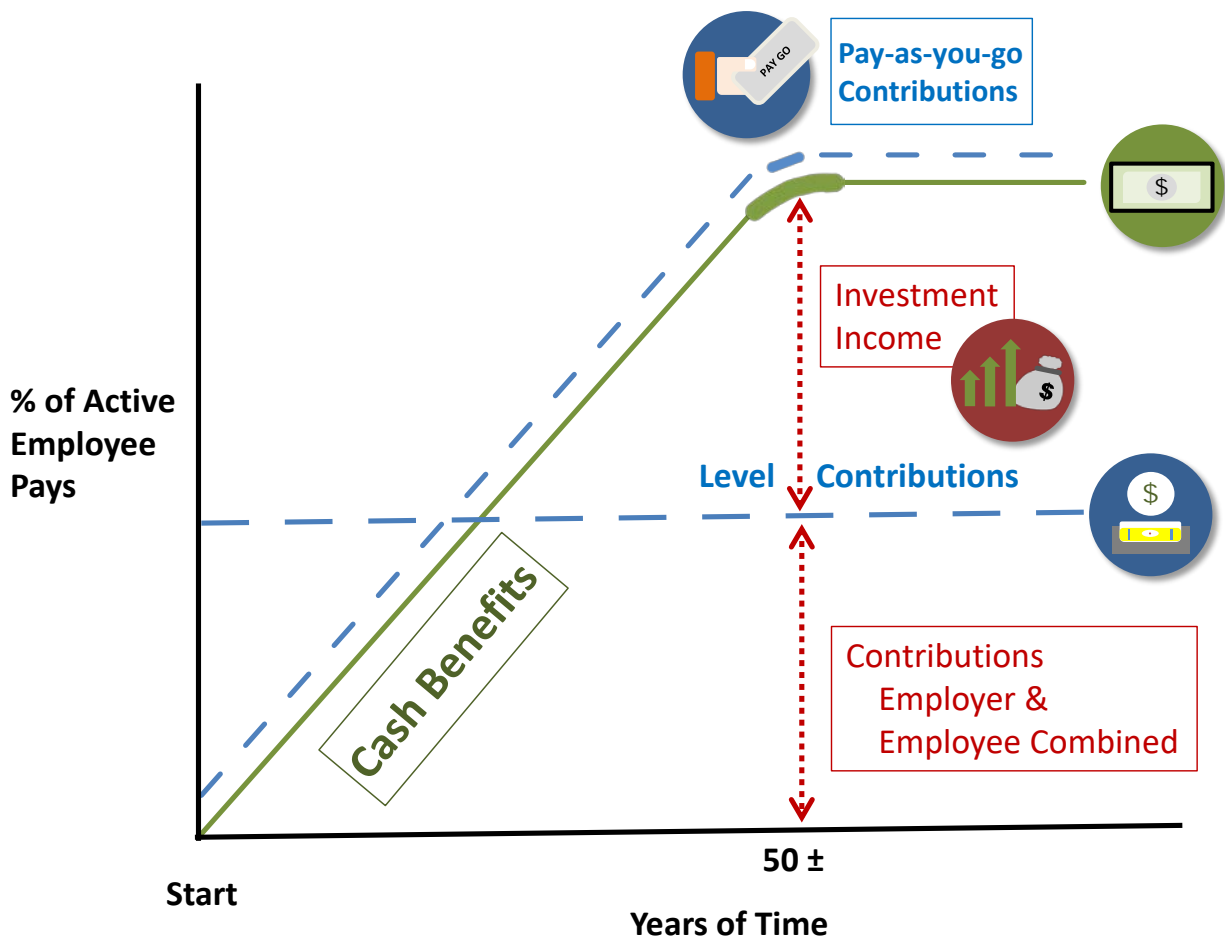 PAY GO
Pay-as-you-go
Contributions
$
Investment
Income
$
% of Active
Employee
Pays
Level Contributions
$
Cash Benefits
Contributions
Employer &
Employee Combined
50 ±
Start
Years of Time